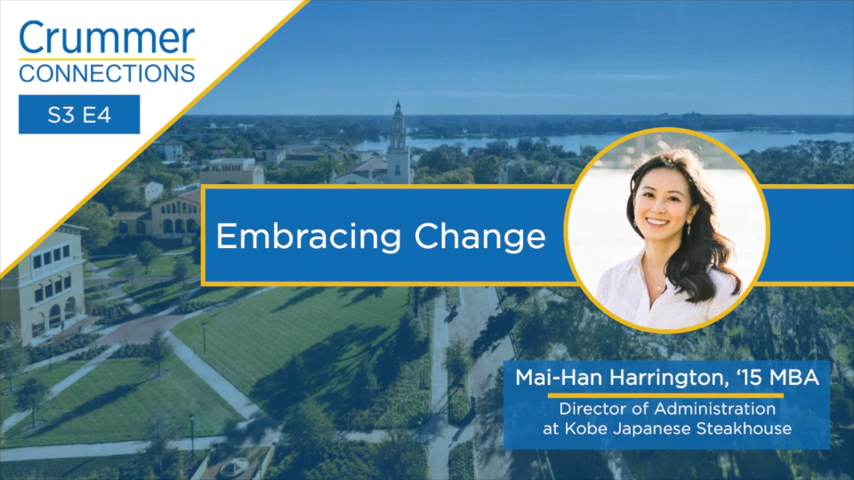 Crummer
CONNECTIONS
S3 E4
Embracing Change
Mai-Han Harrington, ‘15 MBA
Director of Administration
at Kobe Japanese Steakhouse